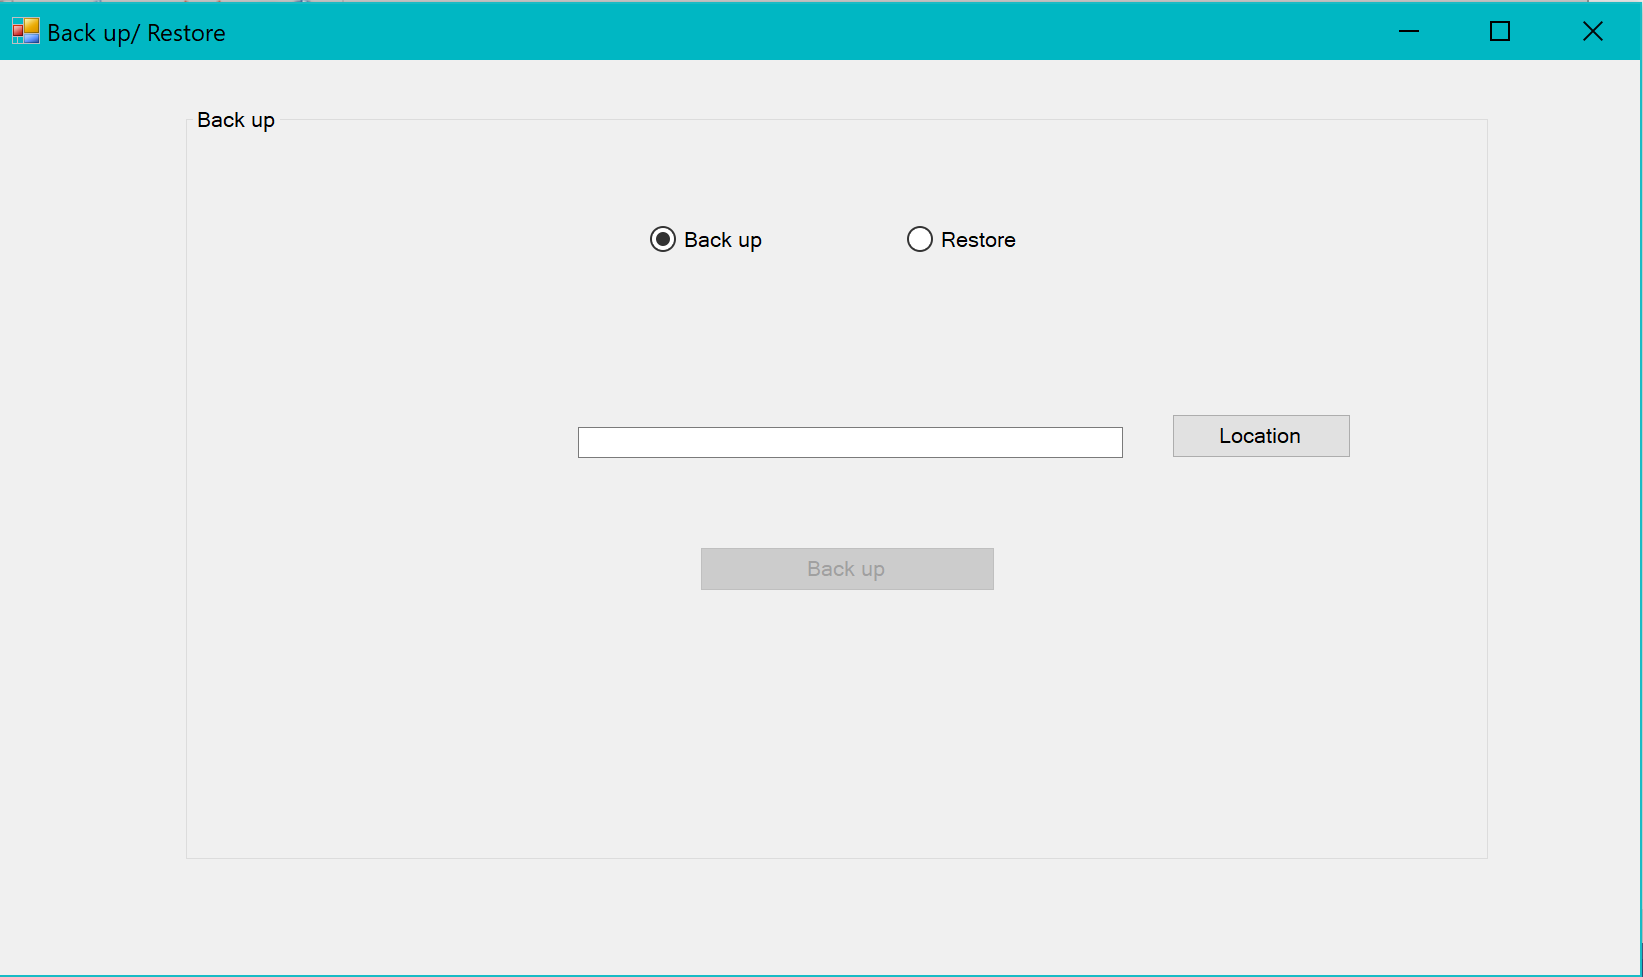 Back up/ Restore
Back up
Back up Restore
Location
Back up